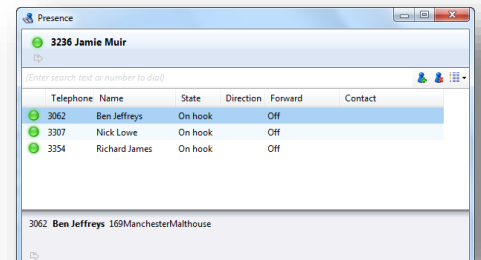 Presence
3236 Jamie Muir
(Enter search text or number to dial)
Telephone Name State Direction Forward Contact
3062 Ben Jeffreys On hook Off
3307 Nick Lowe On hook Off
3354 Richard James On hook Off
3062 Ben Jeffreys 169ManchesterMalthouse